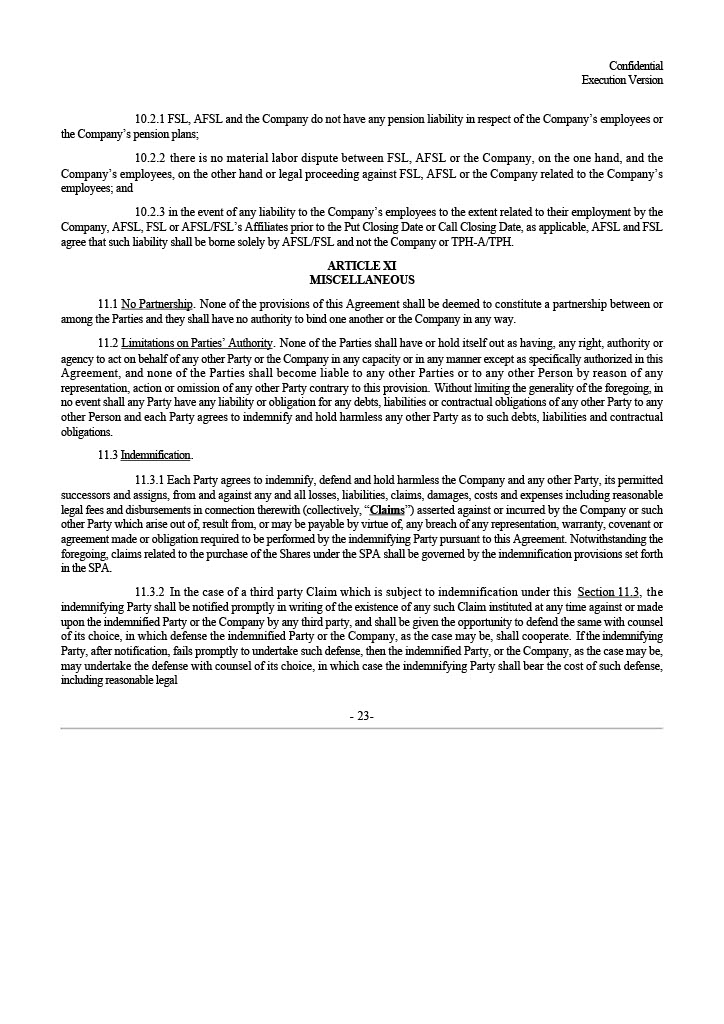 Confidential
Execution Version
10.2.1 FSL, AFSL and the Company do not have any pension liability in respect of the Company’s employees or
the Company’s pension plans;
10.2.2 there is no material labor dispute between FSL, AFSL or the Company, on the one hand, and the
Company’s employees, on the other hand or legal proceeding against FSL, AFSL or the Company related to the Company’s
employees; and
10.2.3 in the event of any liability to the Company’s employees to the extent related to their employment by the
Company, AFSL, FSL or AFSL/FSL’s Affiliates prior to the Put Closing Date or Call Closing Date, as applicable, AFSL and FSL
agree that such liability shall be borne solely by AFSL/FSL and not the Company or TPH-A/TPH.
ARTICLE XI
MISCELLANEOUS
11.1 No Partnership. None of the provisions of this Agreement shall be deemed to constitute a partnership between or
among the Parties and they shall have no authority to bind one another or the Company in any way.
11.2 Limitations on Parties’ Authority. None of the Parties shall have or hold itself out as having, any right, authority or
agency to act on behalf of any other Party or the Company in any capacity or in any manner except as specifically authorized in this
Agreement, and none of the Parties shall become liable to any other Parties or to any other Person by reason of any
representation, action or omission of any other Party contrary to this provision. Without limiting the generality of the foregoing, in
no event shall any Party have any liability or obligation for any debts, liabilities or contractual obligations of any other Party to any
other Person and each Party agrees to indemnify and hold harmless any other Party as to such debts, liabilities and contractual
obligations.
11.3 Indemnification.
11.3.1 Each Party agrees to indemnify, defend and hold harmless the Company and any other Party, its permitted
successors and assigns, from and against any and all losses, liabilities, claims, damages, costs and expenses including reasonable
legal fees and disbursements in connection therewith (collectively, “Claims”) asserted against or incurred by the Company or such
other Party which arise out of, result from, or may be payable by virtue of, any breach of any representation, warranty, covenant or
agreement made or obligation required to be performed by the indemnifying Party pursuant to this Agreement. Notwithstanding the
foregoing, claims related to the purchase of the Shares under the SPA shall be governed by the indemnification provisions set forth
in the SPA.
11.3.2 In the case of a third party Claim which is subject to indemnification under this Section 11.3, the
indemnifying Party shall be notified promptly in writing of the existence of any such Claim instituted at any time against or made
upon the indemnified Party or the Company by any third party, and shall be given the opportunity to defend the same with counsel
of its choice, in which defense the indemnified Party or the Company, as the case may be, shall cooperate. If the indemnifying
Party, after notification, fails promptly to undertake such defense, then the indemnified Party, or the Company, as the case may be,
may undertake the defense with counsel of its choice, in which case the indemnifying Party shall bear the cost of such defense,
including reasonable legal
- 23-